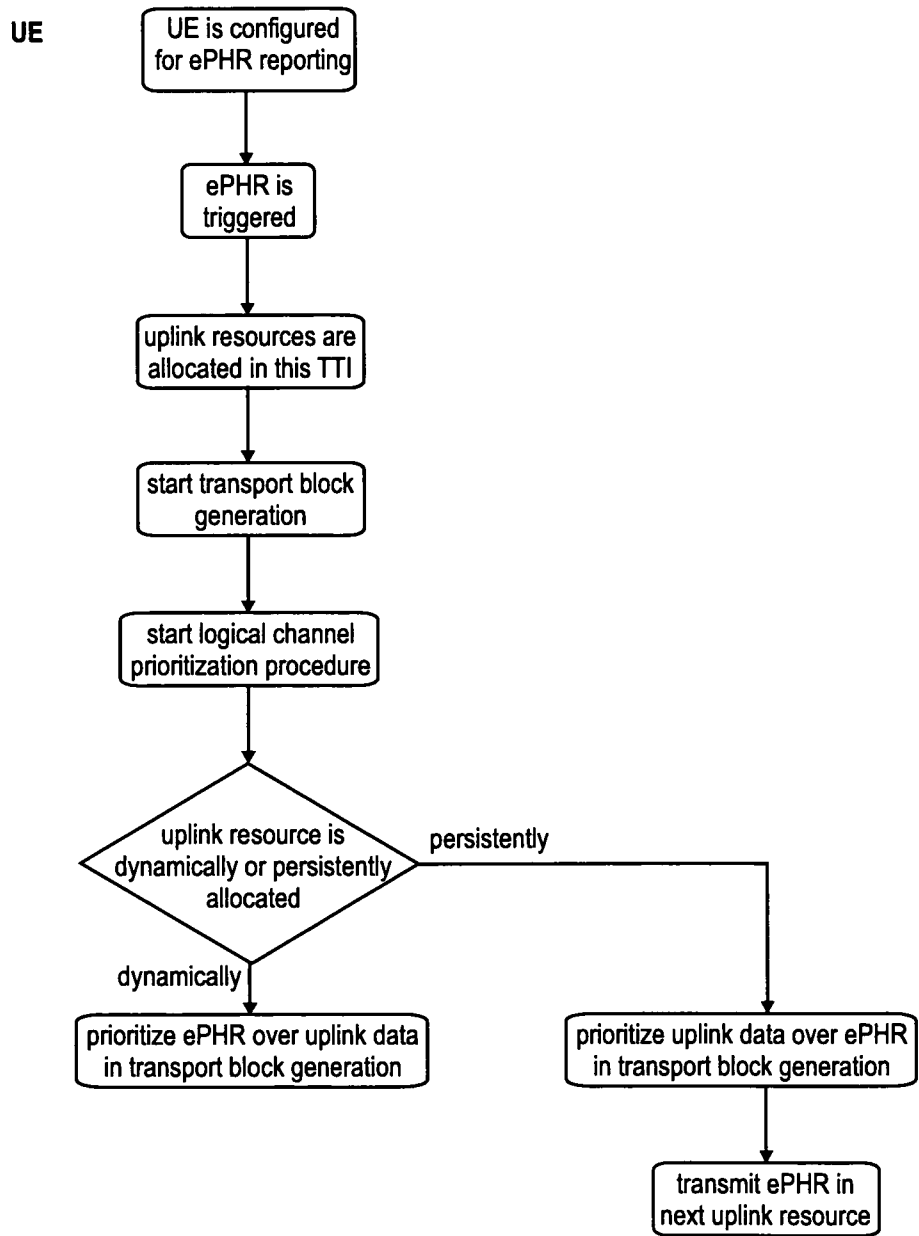 UE
UE is configured
for ePHR reporting
ePHR is
triggered
uplink resources are
allocated in this TTI
start transport block
generation
start logical channel
prioritization procedure
uplink resource is
dynamically or persistently
allocated
persistently
dynamically
prioritize ePHR over uplink data
in transport block generation
prioritize uplink data over ePHR
in transport block generation
transmit ePHR in
next uplink resource